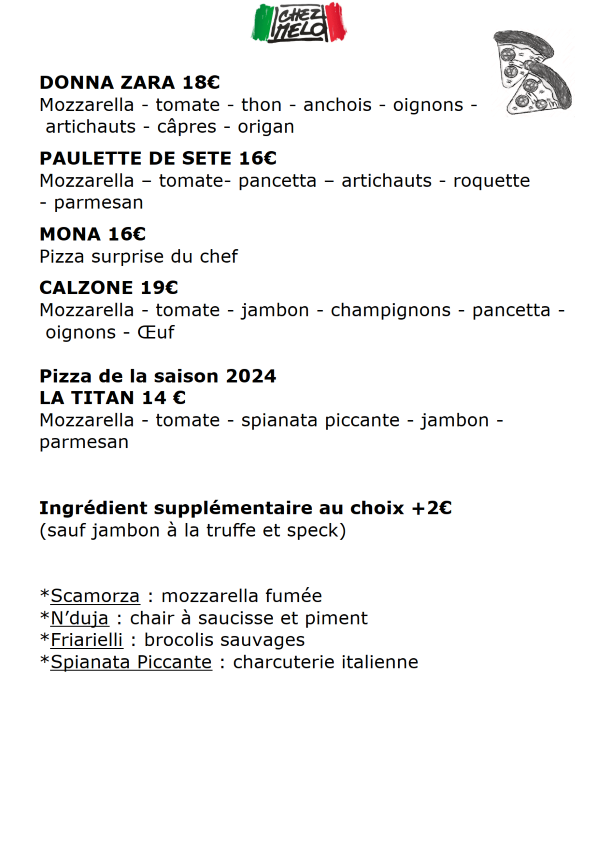 CHEZ
MELO
DONNA ZARA 18€
Mozzarella - tomate - thon - anchois - oignons -
artichauts - câpres - origan
PAULETTE DE SETE 16€
Mozzarella – tomate- pancetta – artichauts - roquette
- parmesan
MONA 16€
Pizza surprise du chef
CALZONE 19€
Mozzarella - tomate - jambon - champignons - pancetta -
oignons - Œuf
Pizza de la saison 2024
LA TITAN 14 €
Mozzarella - tomate - spianata piccante - jambon -
parmesan
Ingrédient supplémentaire au choix +2€
(sauf jambon à la truffe et speck)
*Scamorza : mozzarella fumée
*N’duja : chair à saucisse et piment
*Friarielli : brocolis sauvages
*Spianata Piccante : charcuterie italienne